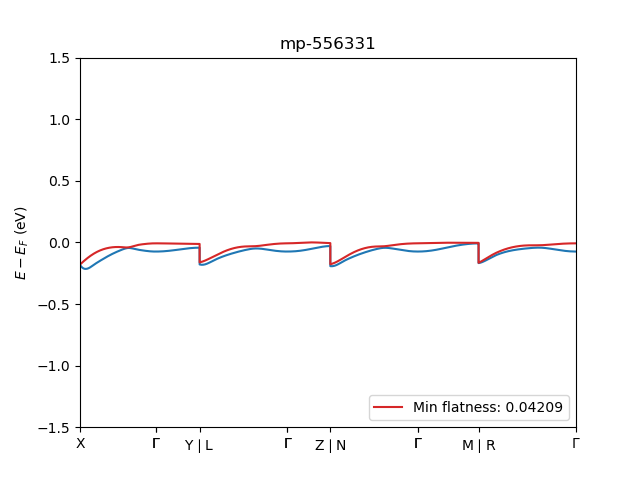 mp-556331
E − E_F (eV)
1.5
1.0
0.5
0.0
−0.5
−1.0
−1.5
Min flatness: 0.04209
X Γ Y | L Γ Z | N Γ M | R Γ